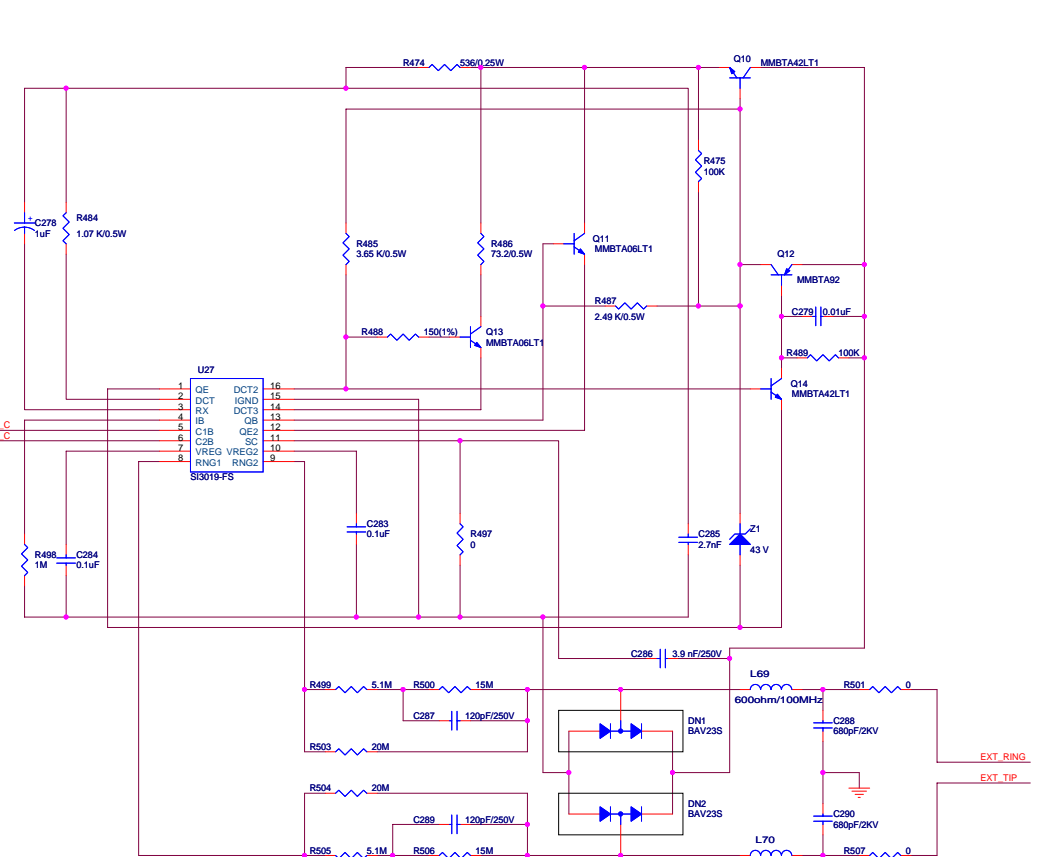 Q10
R474 536/0.25W MMBTA42LT1
R475
100K
C278
1uF
+
R484
1.07 K/0.5W
R485
3.65 K/0.5W
R486
73.2/0.5W
Q11
MMBTA06LT1
Q12
MMBTA92
R487
2.49 K/0.5W
C279 0.01uF
R488 150(1%)
Q13
MMBTA06LT1
R489 100K
Q14
MMBTA42LT1
U27
1 QE DCT2 16
2 DCT IGND 15
3 RX DCT3 14
4 IB QB 13
5 C1B QE2 12
6 C2B SC 11
7 VREG VREG2 10
8 RNG1 RNG2 9
SI3019-FS
C
C
R498
1M
C284
0.1uF
C283
0.1uF
R497
0
C285
2.7nF
Z1
43 V
C286 3.9 nF/250V
L69
600ohm/100MHz
R499 5.1M R500 15M
R501 0
C287 120pF/250V
DN1
BAV23S
C288
680pF/2KV
R503 20M
EXT_RING
EXT_TIP
R504 20M
DN2
BAV23S
C289 120pF/250V
C290
680pF/2KV
L70
R505 5.1M R506 15M
R507 0